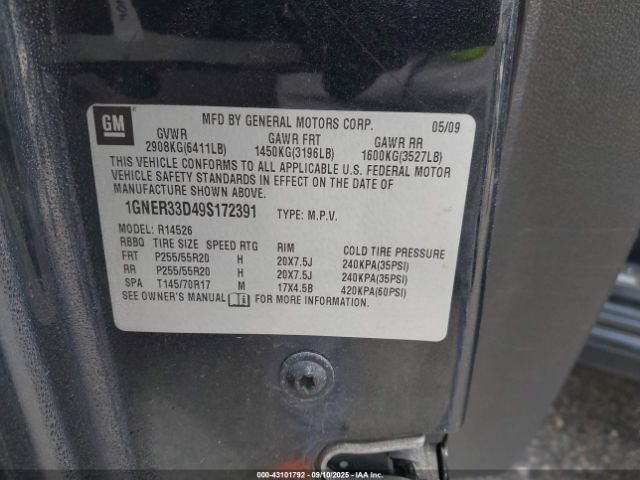 GM
MFD BY GENERAL MOTORS CORP. 05/09
GVWR GAWR FRT GAWR RR
2908KG(6411LB) 1450KG(3196LB) 1600KG(3527LB)
THIS VEHICLE CONFORMS TO ALL APPLICABLE U.S. FEDERAL MOTOR
VEHICLE SAFETY STANDARDS IN EFFECT ON THE DATE OF
MANUFACTURE SHOWN ABOVE.
1GNER33D49S172391 TYPE: M.P.V.
MODEL: R14526
RBBQ TIRE SIZE SPEED RTG RIM COLD TIRE PRESSURE
FRT P255/55R20 H 20X7.5J 240KPA(35PSI)
RR P255/55R20 H 20X7.5J 240KPA(35PSI)
SPA T145/70R17 M 17X4.5B 420KPA(60PSI)
SEE OWNER'S MANUAL FOR MORE INFORMATION.
000-43101792 - 09/10/2025 - © IAA Inc.